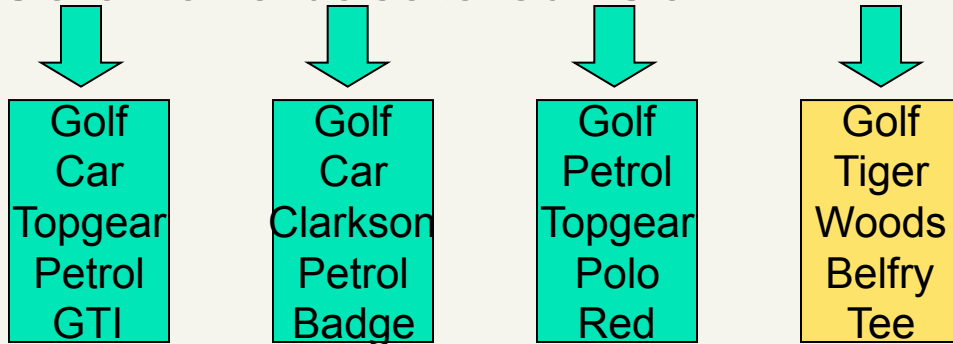 Golf
Car
Topgear
Petrol
GTI
Golf
Car
Clarkson
Petrol
Badge
Golf
Petrol
Topgear
Polo
Red
Golf
Tiger
Woods
Belfry
Tee